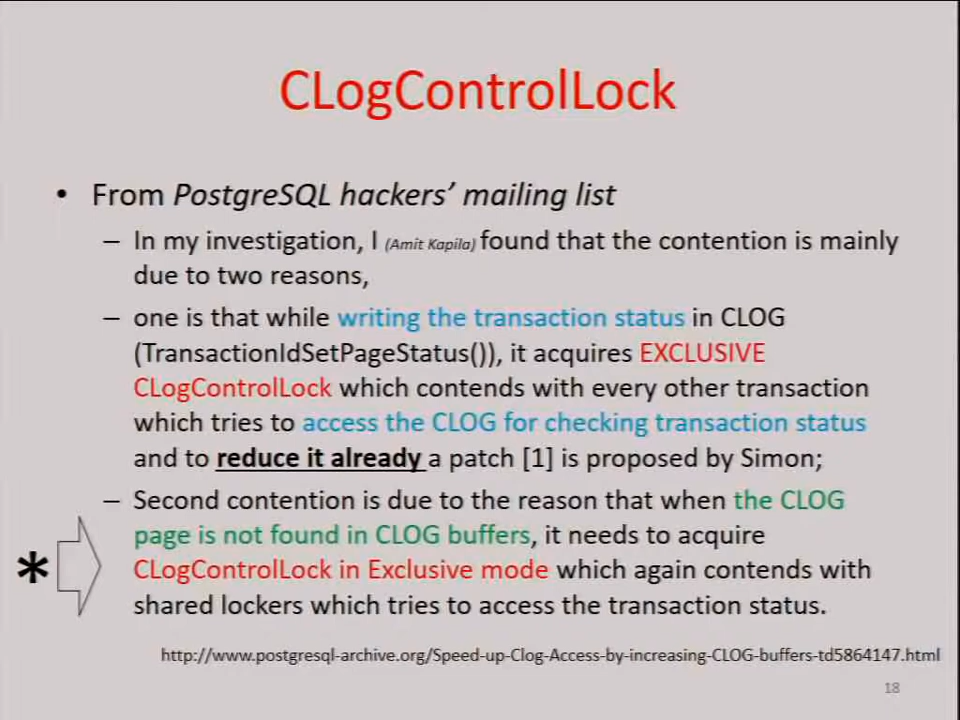 CLogControlLock
• From PostgreSQL hackers’ mailing list
– In my investigation, I (Amit Kapila) found that the contention is mainly
due to two reasons,
– one is that while writing the transaction status in CLOG
(TransactionIdSetPageStatus()), it acquires EXCLUSIVE
CLogControlLock which contends with every other transaction
which tries to access the CLOG for checking transaction status
and to reduce it already a patch [1] is proposed by Simon;
– Second contention is due to the reason that when the CLOG
page is not found in CLOG buffers, it needs to acquire
* CLogControlLock in Exclusive mode which again contends with
shared lockers which tries to access the transaction status.
http://www.postgresql-archive.org/Speed-up-Clog-Access-by-increasing-CLOG-buffers-td5864147.html
18